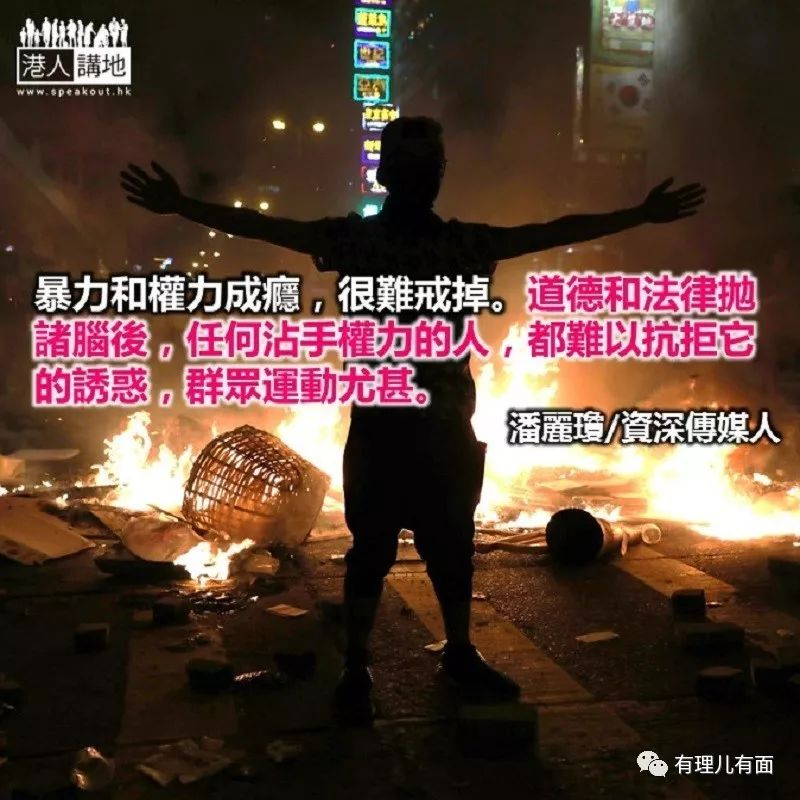 港人講地
www.speakout.hk
暴力和權力成癮，很難戒掉。道德和法律拋
諸腦後，任何沾手權力的人，都難以抗拒它
的誘惑，群眾運動尤甚。
潘麗瓊/資深傳媒人
有理儿有面